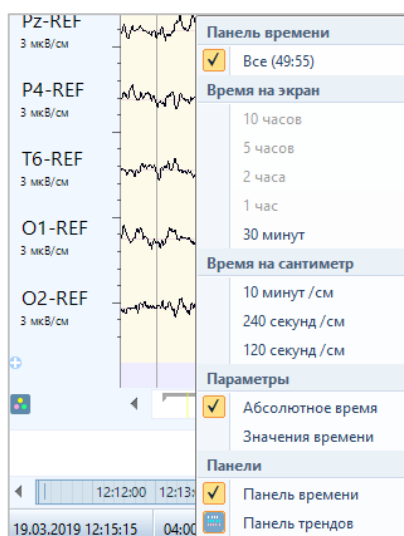 Pz-REF
3 мкВ/см
P4-REF
3 мкВ/см
T6-REF
3 мкВ/см
O1-REF
3 мкВ/см
O2-REF
3 мкВ/см
12:12:00 12:13:
19.03.2019 12:15:15 04:00
Панель времени
Все (49:55)
Время на экран
10 часов
5 часов
2 часа
1 час
30 минут
Время на сантиметр
10 минут /см
240 секунд /см
120 секунд /см
Параметры
Абсолютное время
Значения времени
Панели
Панель времени
Панель трендов